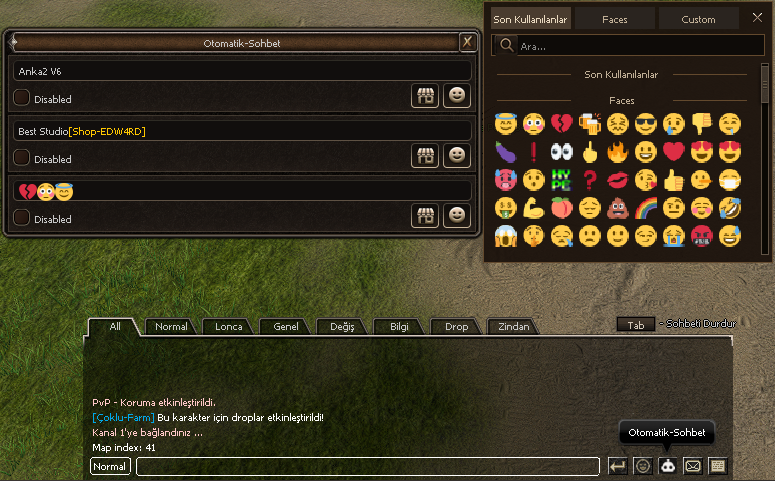 Otomatik-Sohbet
Anka2 V6
Disabled
Best Studio[Shop-EDW4RD]
Disabled
Disabled
Son Kullanılanlar
Faces
Custom
Ara...
Son Kullanılanlar
Faces
HYPE
All
Normal
Lonca
Genel
Değiş
Bilgi
Drop
Zindan
Tab - Sohbeti Durdur
PvP - Koruma etkinleştirildi.
[Çoklu-Farm] Bu karakter için droplar etkinleştirildi!
Kanal 1'ye bağlandınız ...
Map index: 41
Otomatik-Sohbet
Normal